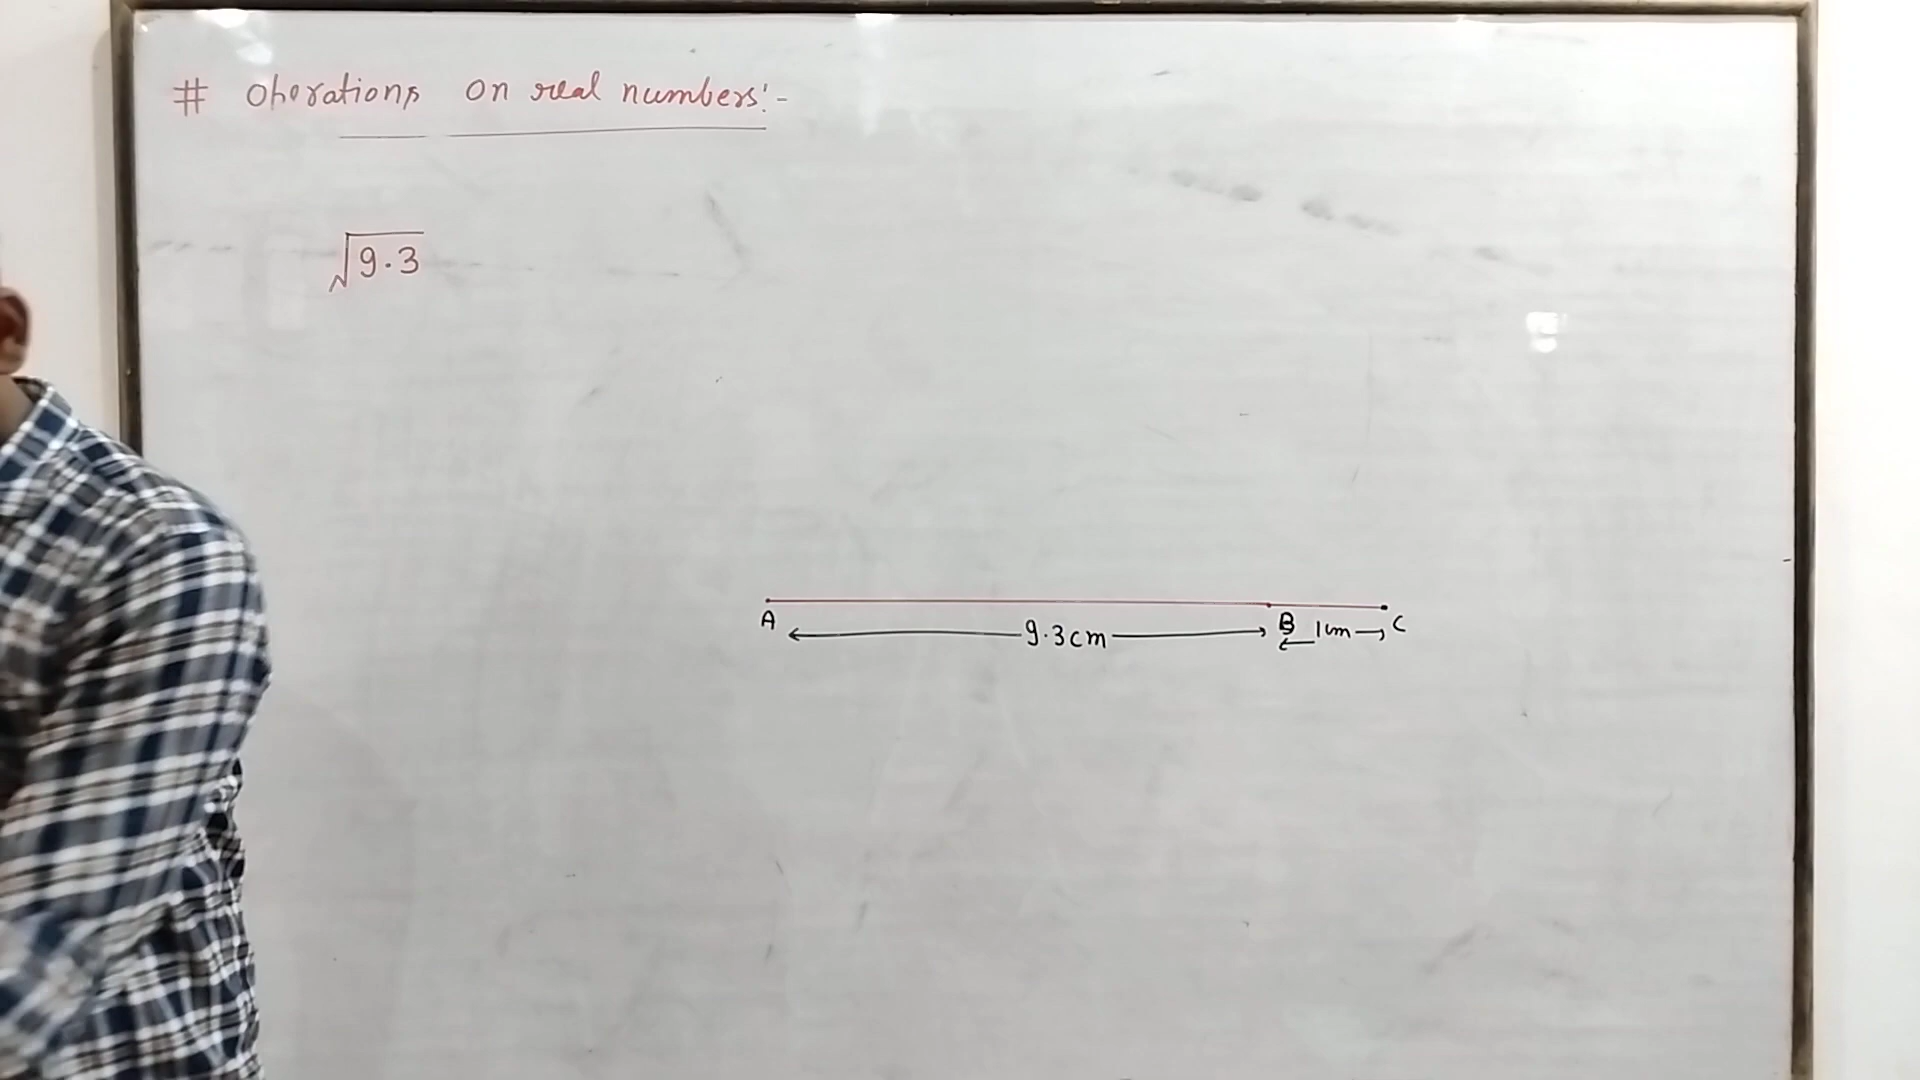 # Operations on real numbers:-
√9.3
A B C
9.3cm 1cm